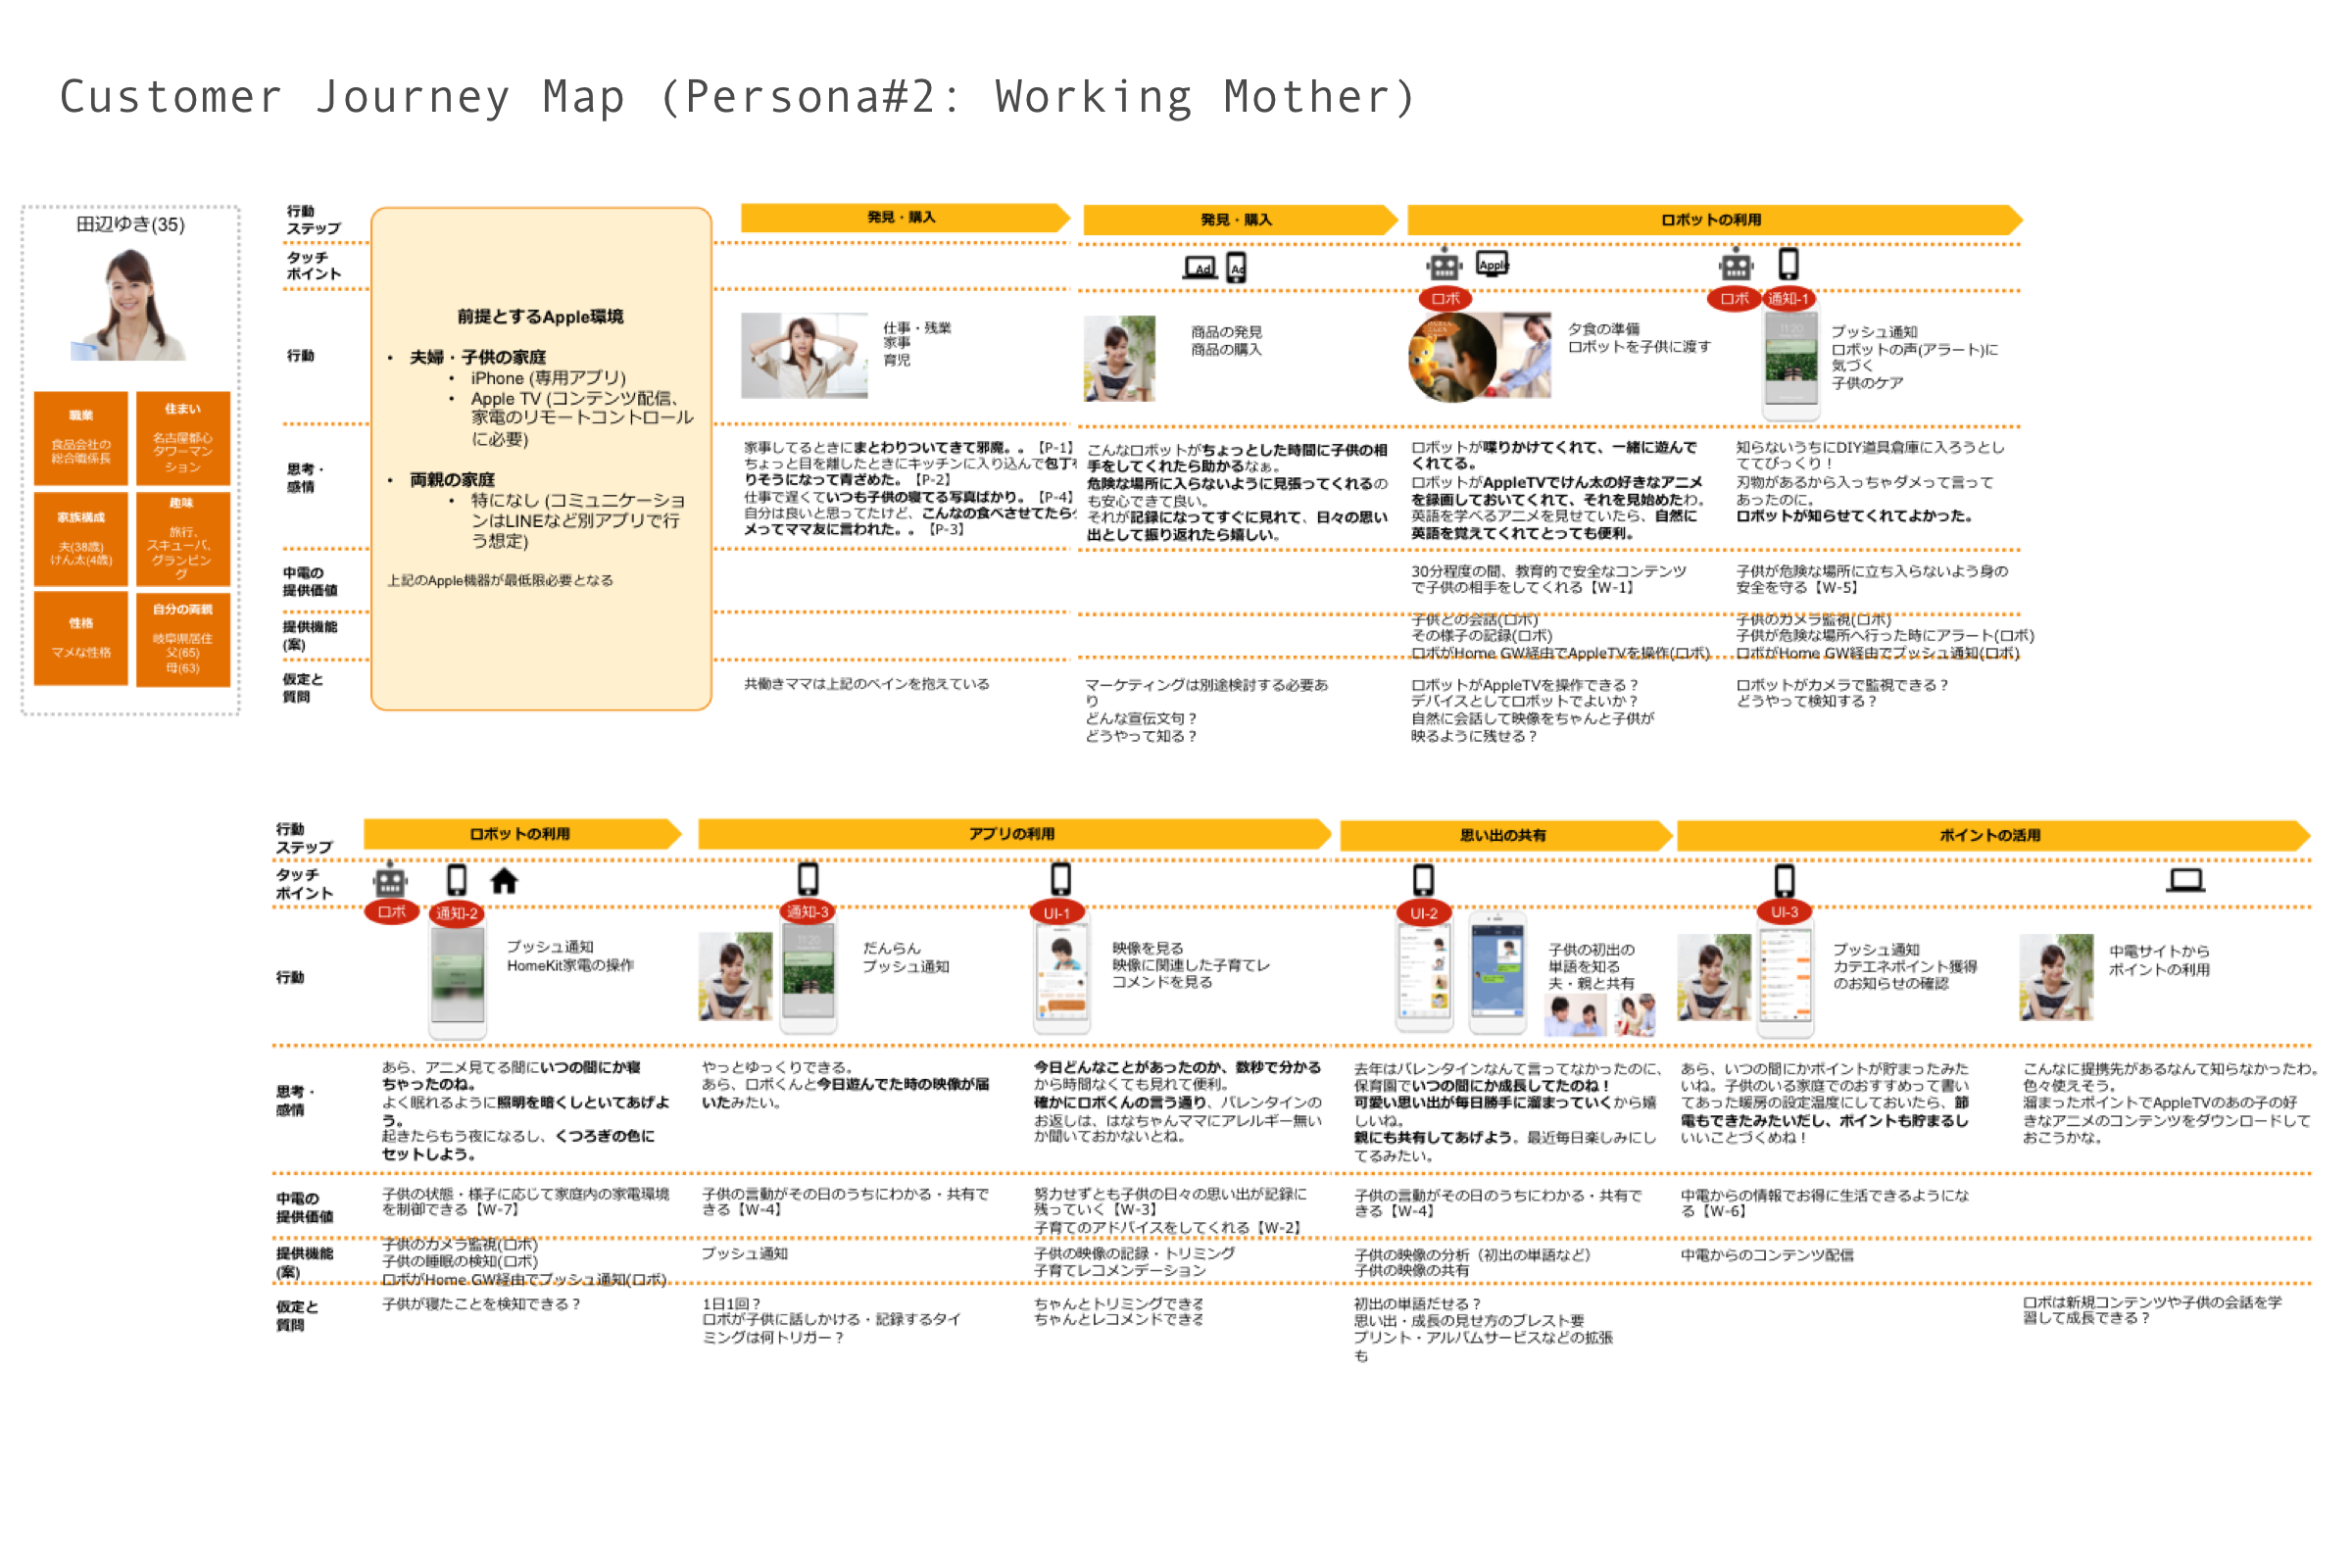 Customer Journey Map (Persona#2: Working Mother)
田辺ゆき(35)
職業
食品会社の
総合職係長
住まい
名古屋都心
タワーマン
ション
家族構成
夫(38歳)
けん太(4歳)
趣味
旅行、
スキューバ、
グランピン
グ
性格
マメな性格
自分の両親
岐阜県居住
父(65)
母(63)
行動
ステップ
タッチ
ポイント
行動
思考・
感情
中電の
提供価値
提供機能
(案)
仮定と
質問
前提とするApple環境
• 夫婦・子供の家庭
• iPhone (専用アプリ)
• Apple TV (コンテンツ配信、
家電のリモートコントロール
に必要)
• 両親の家庭
• 特になし (コミュニケーショ
ンはLINEなど別アプリで行
う想定)
上記のApple機器が最低限必要となる
発見・購入
仕事・残業
家事
育児
家事してるときにまとわりついてきて邪魔。。【P-1】
ちょっと目を離したときにキッチンに入り込んで包丁
りそうになって青ざめた。【P-2】
仕事で遅くていつも子供の寝てる写真ばかり。【P-4】
自分は良いと思ってたけど、こんなの食べさせてたら
メってママ友に言われた。。【P-3】
共働きママは上記のペインを抱えている
発見・購入
Ad
商品の発見
商品の購入
こんなロボットがちょっとした時間に子供の相
手をしてくれたら助かるなぁ。
危険な場所に入らないように見張ってくれるの
も安心できて良い。
それが記録になってすぐに見れて、日々の思い
出として振り返れたら嬉しい。
マーケティングは別途検討する必要あ
り
どんな宣伝文句？
どうやって知る？
ロボットの利用
Apple
ロボ
夕食の準備
ロボットを子供に渡す
ロボットが喋りかけてくれて、一緒に遊んで
くれてる。
ロボットがAppleTVでけん太の好きなアニメ
を録画しておいてくれて、それを見始めたわ。
英語を学べるアニメを見せていたら、自然に
英語を覚えてくれてとっても便利。
30分程度の間、教育的で安全なコンテンツ
で子供の相手をしてくれる【W-1】
子供との会話(ロボ)
その様子の記録(ロボ)
ロボがHome GW経由でAppleTVを操作(ロボ)
ロボットがAppleTVを操作できる？
デバイスとしてロボットでよいか？
自然に会話して映像をちゃんと子供が
映るように残せる？
ロボ
通知-1
11:20
プッシュ通知
ロボットの声(アラート)に
気づく
子供のケア
知らないうちにDIY道具倉庫に入ろうとし
ててびっくり！
刃物があるから入っちゃダメって言って
あったのに。
ロボットが知らせてくれてよかった。
子供が危険な場所に立ち入らないよう身の
安全を守る【W-5】
子供のカメラ監視(ロボ)
子供が危険な場所へ行った時にアラート(ロボ)
ロボがHome GW経由でプッシュ通知(ロボ)
ロボットがカメラで監視できる？
どうやって検知する？
行動
ステップ
タッチ
ポイント
行動
思考・
感情
中電の
提供価値
提供機能
(案)
仮定と
質問
ロボットの利用
ロボ
通知-2
プッシュ通知
HomeKit家電の操作
あら、アニメ見てる間にいつの間にか寝
ちゃったのね。
よく眠れるように照明を暗くしといてあげよ
う。
起きたらもう夜になるし、くつろぎの色に
セットしよう。
子供の状態・様子に応じて家庭内の家電環境
を制御できる【W-7】
子供のカメラ監視(ロボ)
子供の睡眠の検知(ロボ)
ロボがHome GW経由でプッシュ通知(ロボ)
子供が寝たことを検知できる？
アプリの利用
通知-3
11:20
だんらん
プッシュ通知
やっとゆっくりできる。
あら、ロボくんと今日遊んでた時の映像が届
いたみたい。
子供の言動がその日のうちにわかる・共有で
きる【W-4】
プッシュ通知
1日1回？
ロボが子供に話しかける・記録するタイ
ミングは何トリガー？
UI-1
映像を見る
映像に関連した子育てレ
コメンドを見る
今日どんなことがあったのか、数秒で分かる
から時間なくても見れて便利。
確かにロボくんの言う通り、バレンタインの
お返しは、はなちゃんママにアレルギー無い
か聞いておかないとね。
努力せずとも子供の日々の思い出が記録に
残っていく【W-3】
子育てのアドバイスをしてくれる【W-2】
子供の映像の記録・トリミング
子育てレコメンデーション
ちゃんとトリミングできる
ちゃんとレコメンドできる
思い出の共有
UI-2
子供の初出の
単語を知る
夫・親と共有
去年はバレンタインなんて言ってなかったのに、
保育園でいつの間にか成長してたのね！
可愛い思い出が毎日勝手に溜まっていくから嬉
しいね。
親にも共有してあげよう。最近毎日楽しみにし
てるみたい。
子供の言動がその日のうちにわかる・共有で
きる【W-4】
子供の映像の分析（初出の単語など）
子供の映像の共有
初出の単語だせる？
思い出・成長の見せ方のブレスト要
プリント・アルバムサービスなどの拡張
も
ポイントの活用
UI-3
プッシュ通知
カテエネポイント獲得
のお知らせの確認
あら、いつの間にかポイントが貯まったみた
いね。子供のいる家庭でのおすすめって書い
てあった暖房の設定温度にしておいたら、節
電もできたみたいだし、ポイントも貯まるし
いいことづくめね！
中電からの情報でお得に生活できるようにな
る【W-6】
中電からのコンテンツ配信
中電サイトから
ポイントの利用
こんなに提携先があるなんて知らなかったわ。
色々使えそう。
溜まったポイントでAppleTVのあの子の好
きなアニメのコンテンツをダウンロードして
おこうかな。
ロボは新規コンテンツや子供の会話を学
習して成長できる？